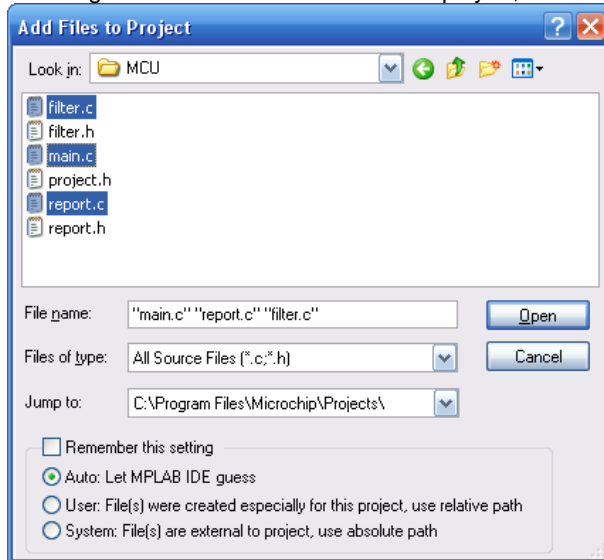 Add Files to Project
Look in: MCU
filter.c
filter.h
main.c
project.h
report.c
report.h
File name: "main.c" "report.c" "filter.c" Open
Files of type: All Source Files (*.c;*.h) Cancel
Jump to: C:\Program Files\Microchip\Projects\
Remember this setting
Auto: Let MPLAB IDE guess
User: File(s) were created especially for this project, use relative path
System: File(s) are external to project, use absolute path